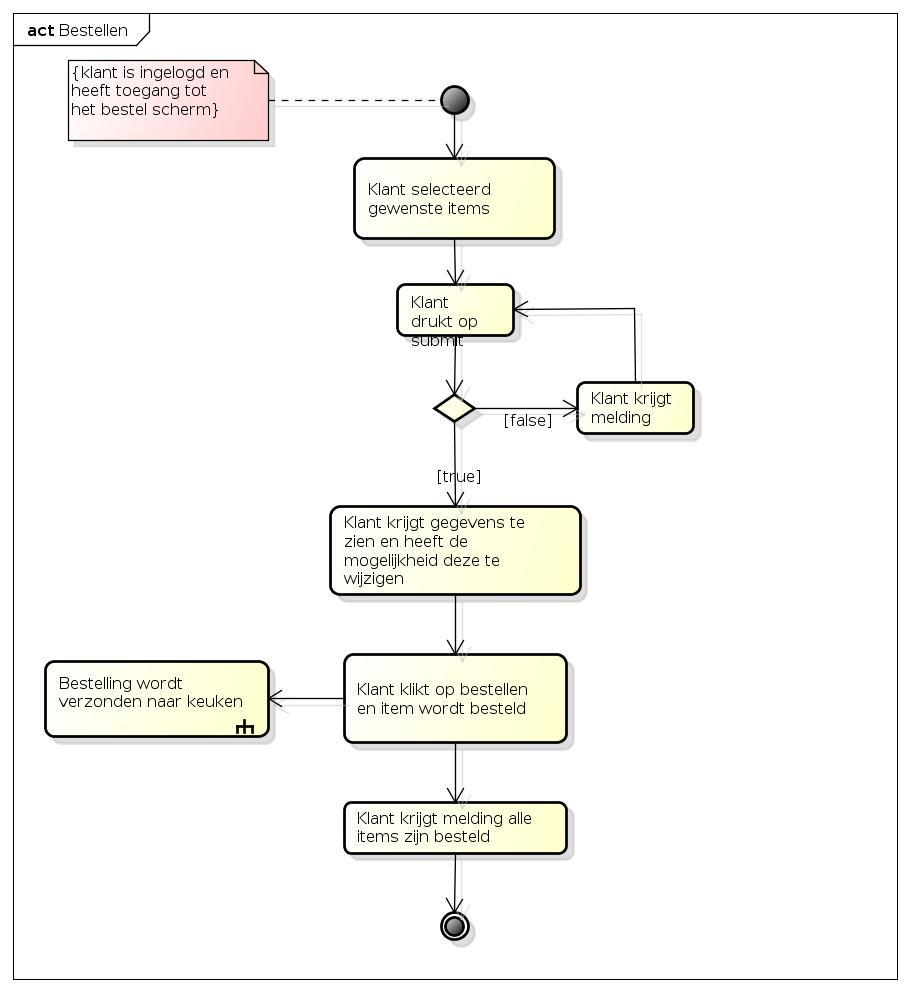 act Bestellen
{klant is ingelogd en
heeft toegang tot
het bestel scherm}
Klant selecteerd
gewenste items
Klant
drukt op
submit
[false]
Klant krijgt
melding
[true]
Klant krijgt gegevens te
zien en heeft de
mogelijkheid deze te
wijzigen
Bestelling wordt
verzonden naar keuken
Klant klikt op bestellen
en item wordt besteld
Klant krijgt melding alle
items zijn besteld